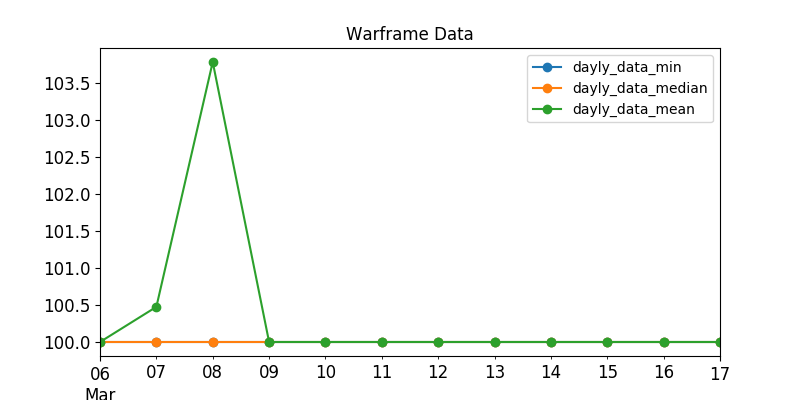 Warframe Data
dayly_data_min
dayly_data_median
dayly_data_mean
103.5
103.0
102.5
102.0
101.5
101.0
100.5
100.0
06 07 08 09 10 11 12 13 14 15 16 17
Mar